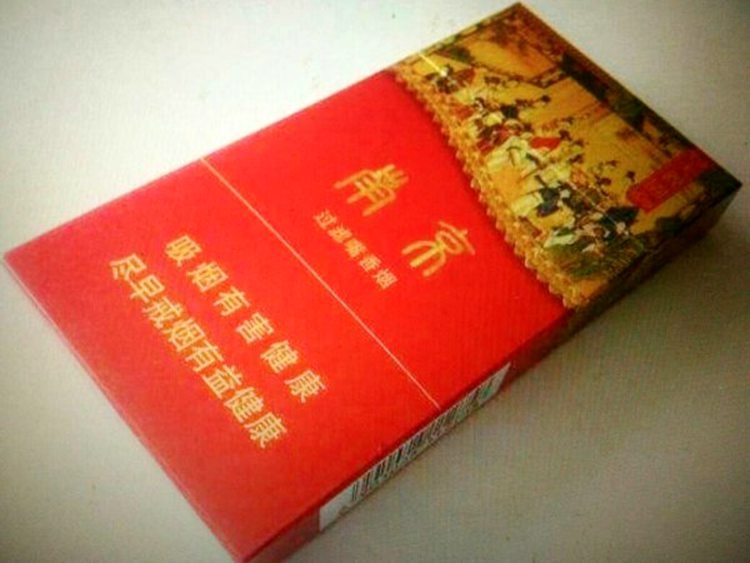 南京
过滤嘴香烟
吸烟有害健康
尽早戒烟有益健康